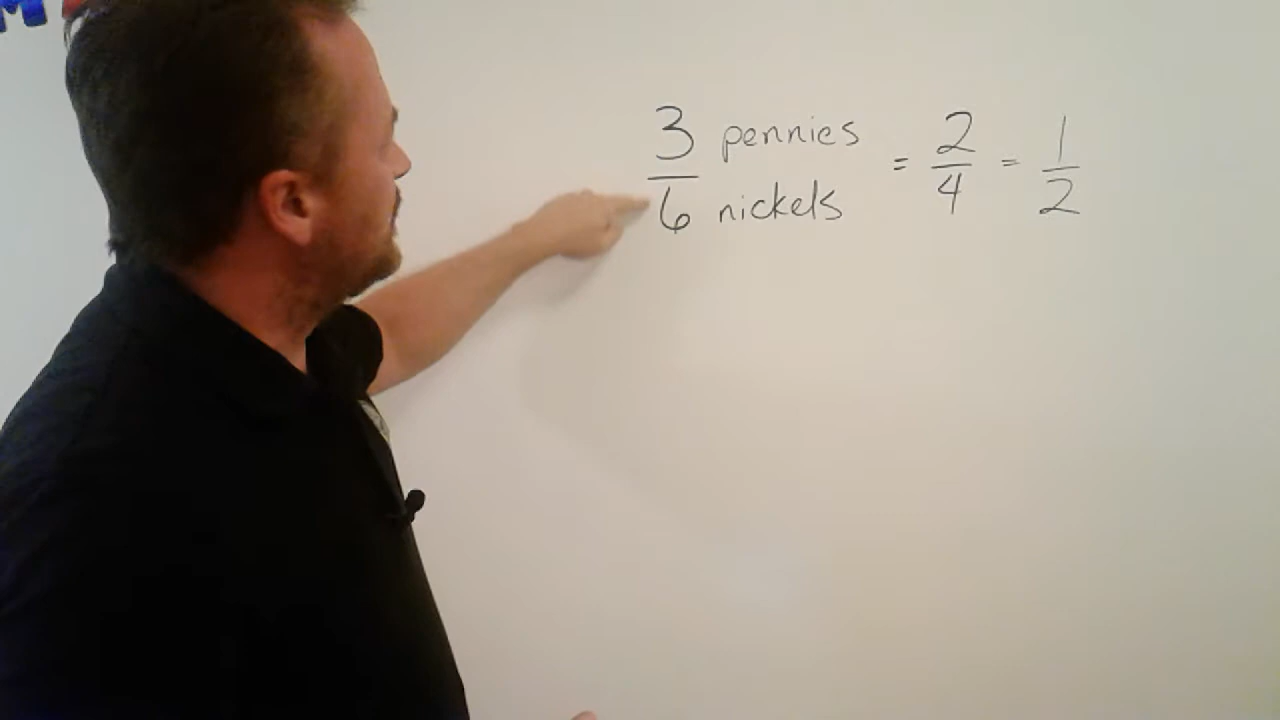 3 pennies = 2 = 1
6 nickels 4 2